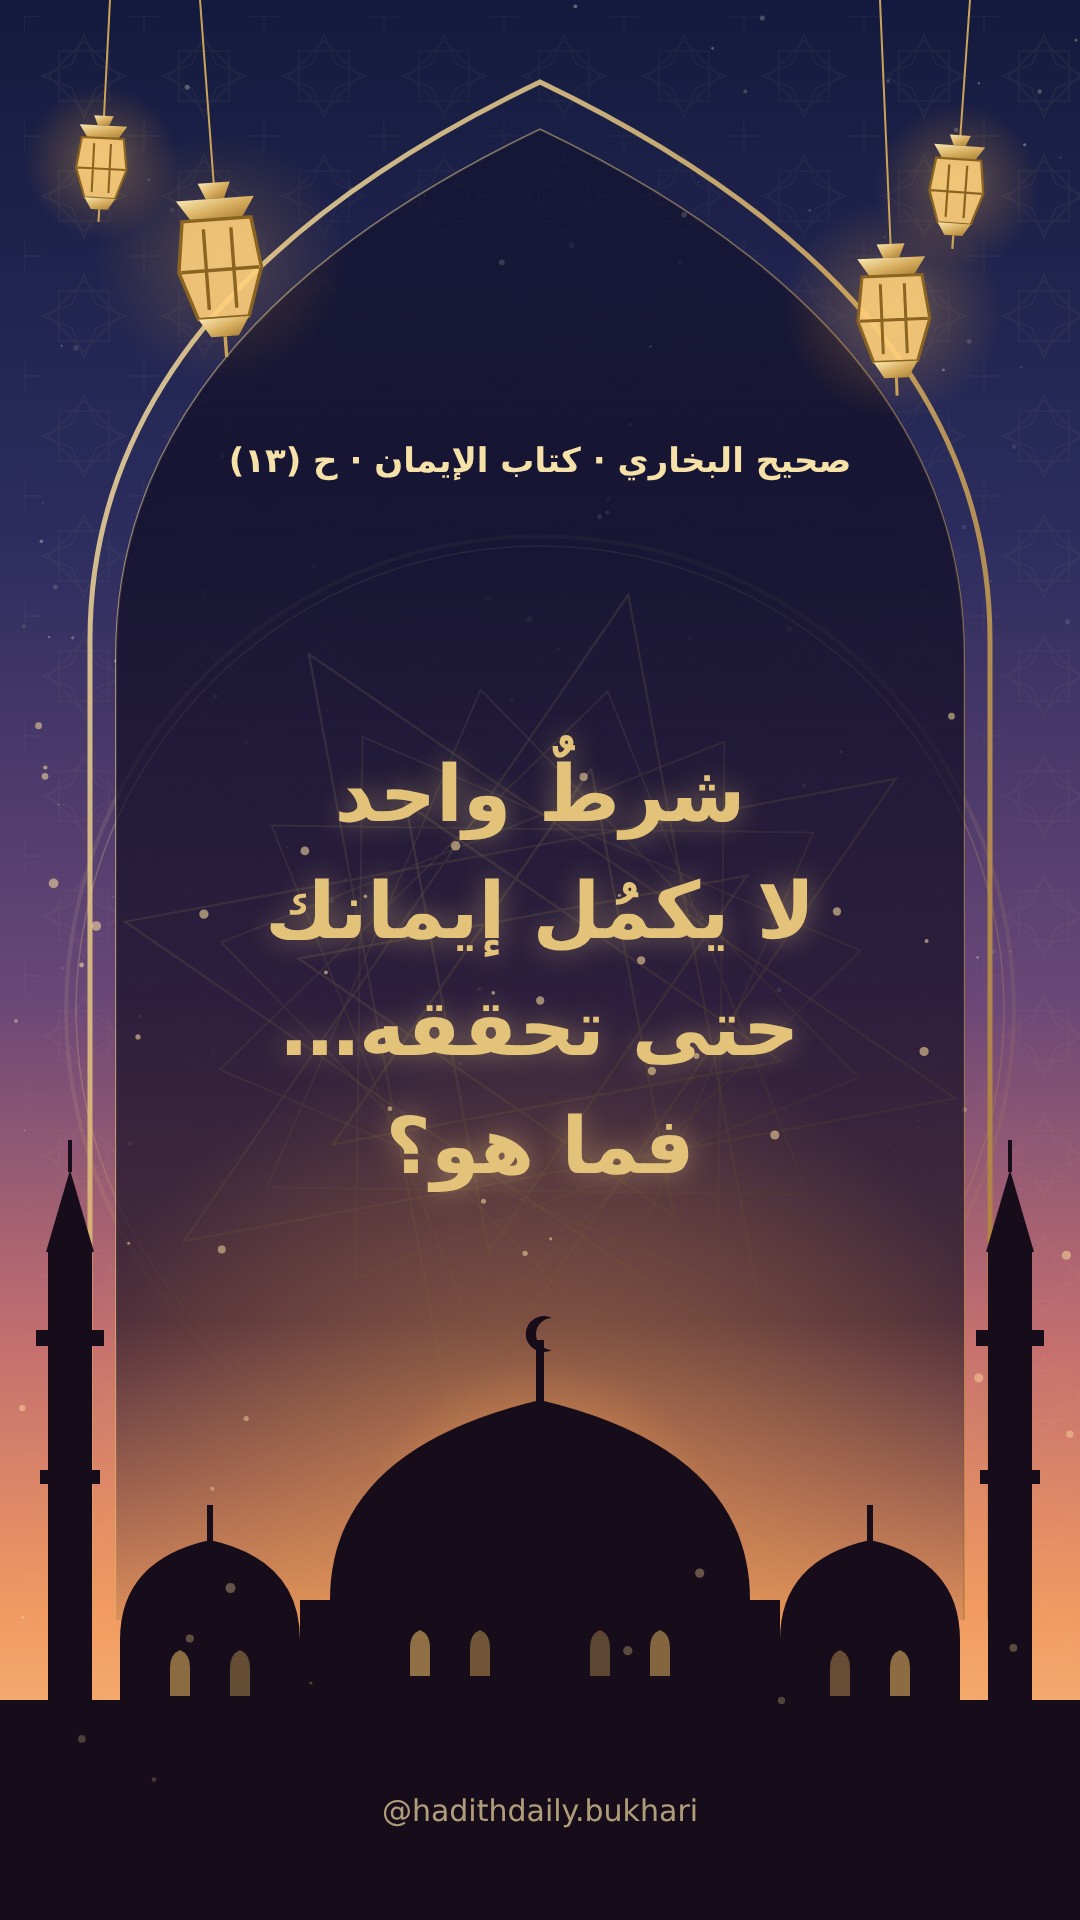 صحيح البخاري · كتاب الإيمان · ح (١٣)
شرطٌ واحد
لا يكمُل إيمانك
حتى تحققه...
فما هو؟
@hadithdaily.bukhari